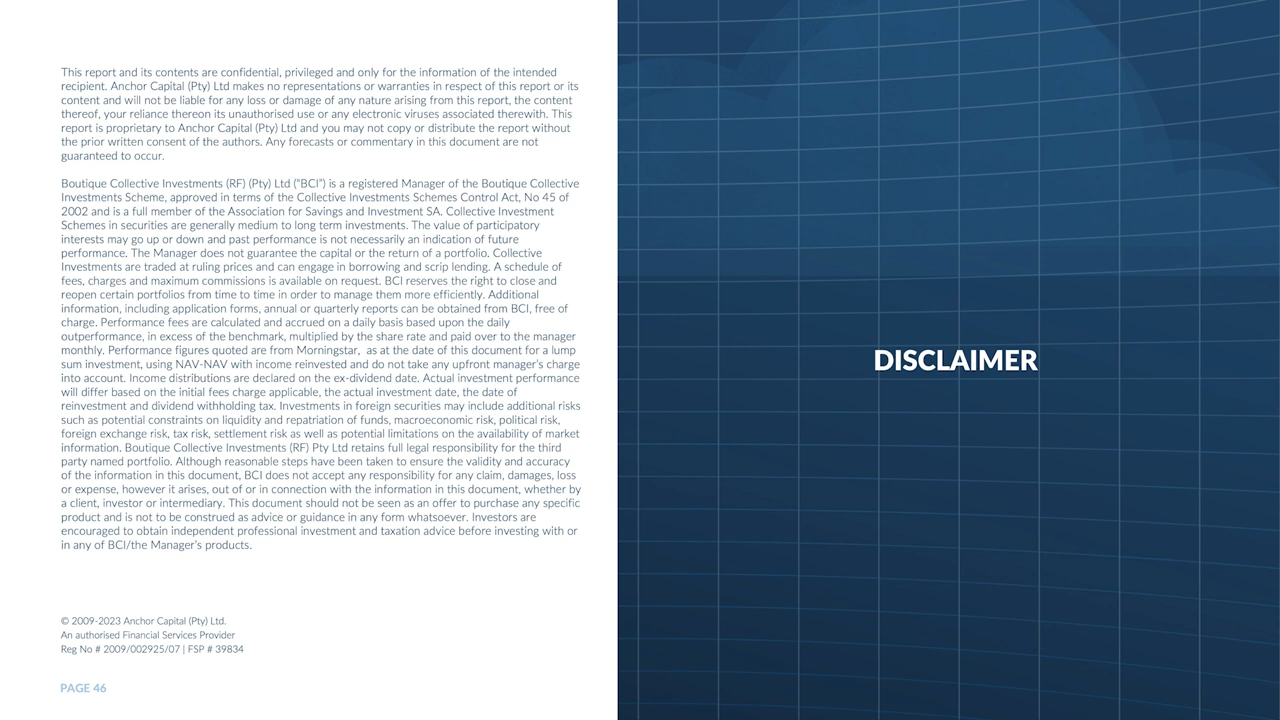 This report and its contents are confidential, privileged and only for the information of the intended
recipient. Anchor Capital (Pty) Ltd makes no representations or warranties in respect of this report or its
content and will not be liable for any loss or damage of any nature arising from this report, the content
thereof, your reliance thereon its unauthorised use or any electronic viruses associated therewith. This
report is proprietary to Anchor Capital (Pty) Ltd and you may not copy or distribute the report without
the prior written consent of the authors. Any forecasts or commentary in this document are not
guaranteed to occur.
Boutique Collective Investments (RF) (Pty) Ltd ("BCI") is a registered Manager of the Boutique Collective
Investments Scheme, approved in terms of the Collective Investments Schemes Control Act, No 45 of
2002 and is a full member of the Association for Savings and Investment SA. Collective Investment
Schemes in securities are generally medium to long term investments. The value of participatory
interests may go up or down and past performance is not necessarily an indication of future
performance. The Manager does not guarantee the capital or the return of a portfolio. Collective
Investments are traded at ruling prices and can engage in borrowing and scrip lending. A schedule of
fees, charges and maximum commissions is available on request. BCI reserves the right to close and
reopen certain portfolios from time to time in order to manage them more efficiently. Additional
information, including application forms, annual or quarterly reports can be obtained from BCI, free of
charge. Performance fees are calculated and accrued on a daily basis based upon the daily
outperformance, in excess of the benchmark, multiplied by the share rate and paid over to the manager
monthly. Performance figures quoted are from Morningstar, as at the date of this document for a lump
sum investment, using NAV-NAV with income reinvested and do not take any upfront manager's charge
into account. Income distributions are declared on the ex-dividend date. Actual investment performance
will differ based on the initial fees charge applicable, the actual investment date, the date of
reinvestment and dividend withholding tax. Investments in foreign securities may include additional risks
such as potential constraints on liquidity and repatriation of funds, macroeconomic risk, political risk,
foreign exchange risk, tax risk, settlement risk as well as potential limitations on the availability of market
information. Boutique Collective Investments (RF) Pty Ltd retains full legal responsibility for the third
party named portfolio. Although reasonable steps have been taken to ensure the validity and accuracy
of the information in this document, BCI does not accept any responsibility for any claim, damages, loss
or expense, however it arises, out of or in connection with the information in this document, whether by
a client, investor or intermediary. This document should not be seen as an offer to purchase any specific
product and is not to be construed as advice or guidance in any form whatsoever. Investors are
encouraged to obtain independent professional investment and taxation advice before investing with or
in any of BCI/the Manager's products.
© 2009-2023 Anchor Capital (Pty) Ltd.
An authorised Financial Services Provider
Reg No # 2009/002925/07 | FSP # 39834
PAGE 46
DISCLAIMER